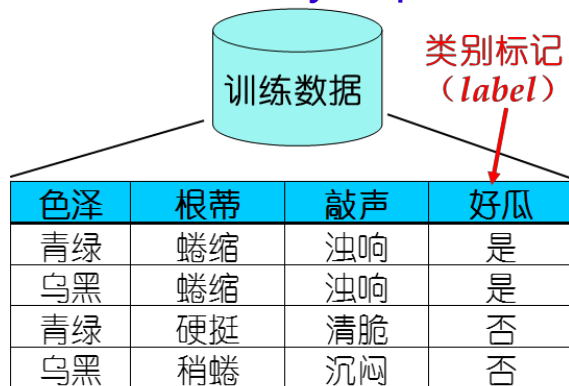 训练数据
类别标记
（label）
色泽 根蒂 敲声 好瓜
青绿 蜷缩 浊响 是
乌黑 蜷缩 浊响 是
青绿 硬挺 清脆 否
乌黑 稍蜷 沉闷 否